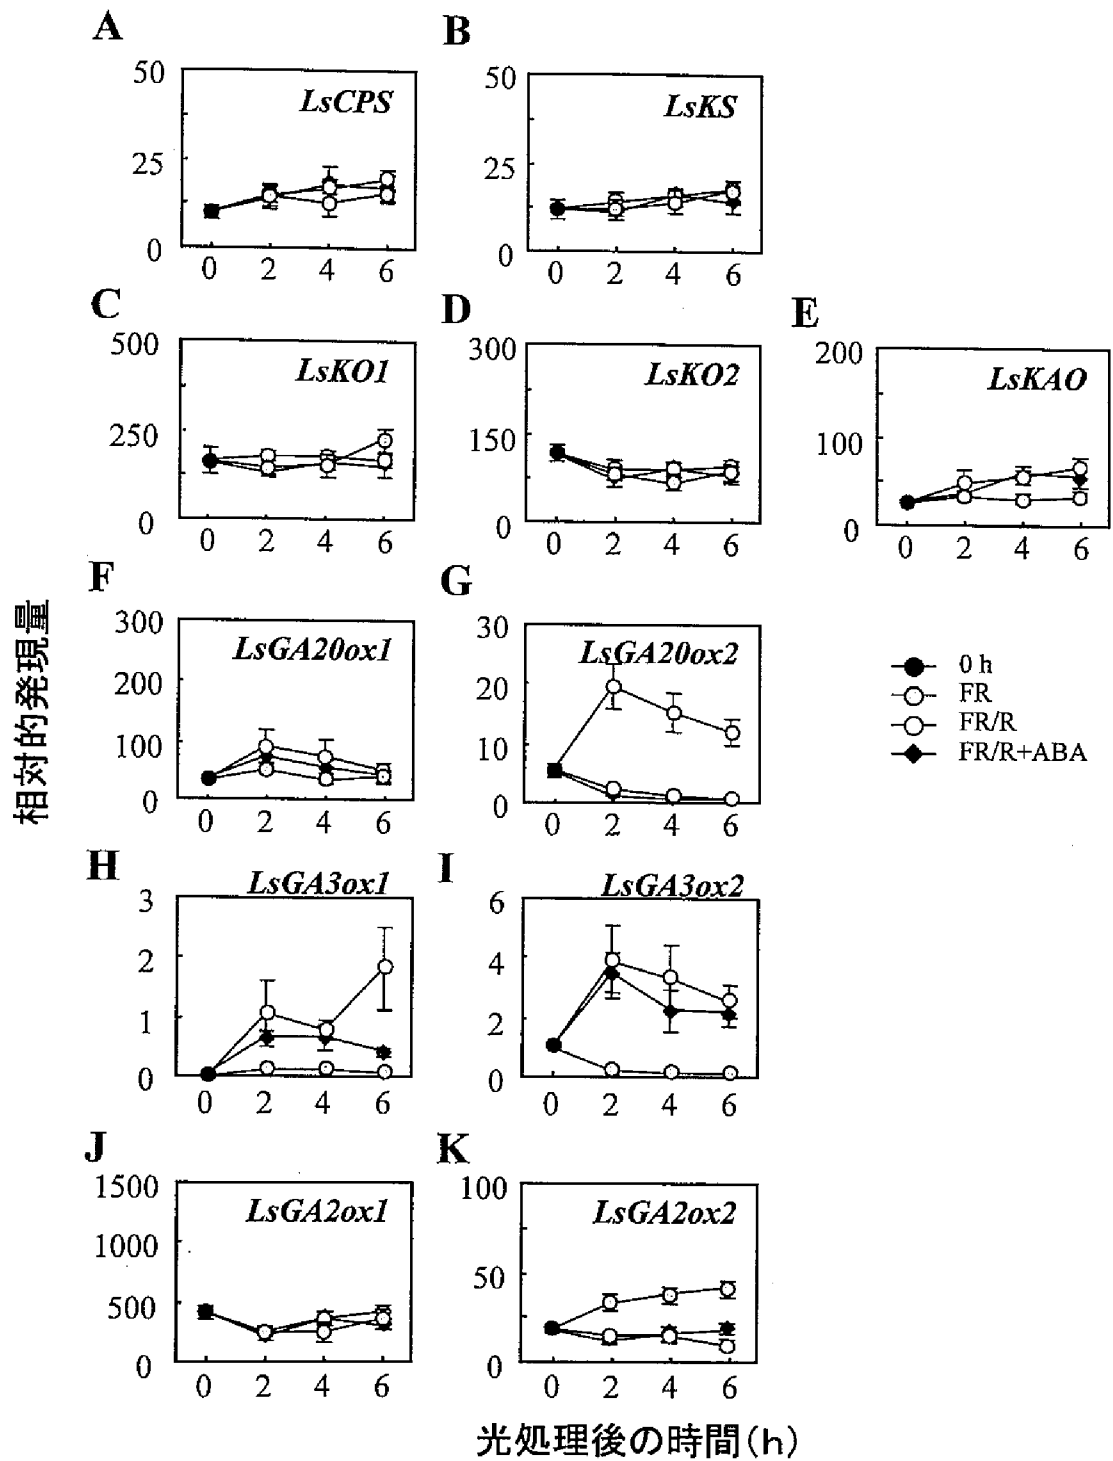 A
B
50
25
0
LsCPS
0 2 4 6
50
25
0
LsKS
0 2 4 6
C
D
E
500
250
0
LsKO1
0 2 4 6
300
150
0
LsKO2
0 2 4 6
200
100
0
LsKAO
0 2 4 6
F
G
300
200
100
0
LsGA20ox1
0 2 4 6
30
20
10
0
LsGA20ox2
0 2 4 6
0 h
FR
FR/R
FR/R+ABA
相対的発現量
H
I
LsGA3ox1
3
2
1
0
0 2 4 6
LsGA3ox2
6
4
2
0
0 2 4 6
J
K
1500
1000
500
0
LsGA2ox1
0 2 4 6
100
50
0
LsGA2ox2
0 2 4 6
光処理後の時間(h)